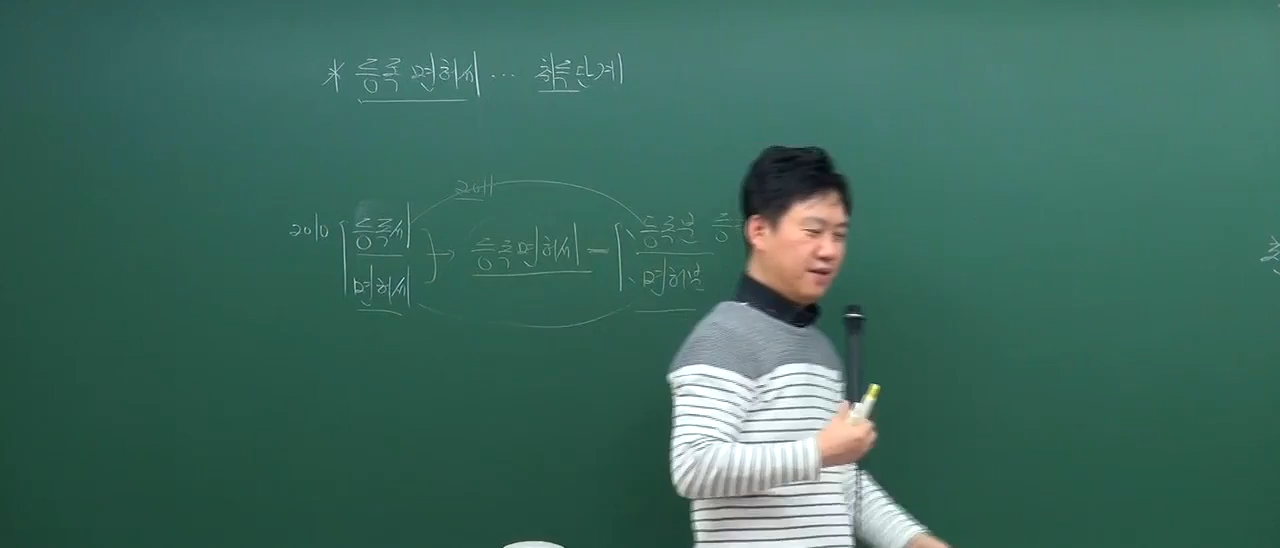 * 등록면허세 … 취득단계
2011
2010 등록세 → 등록면허세 - 등록분 등
면허세 면허분